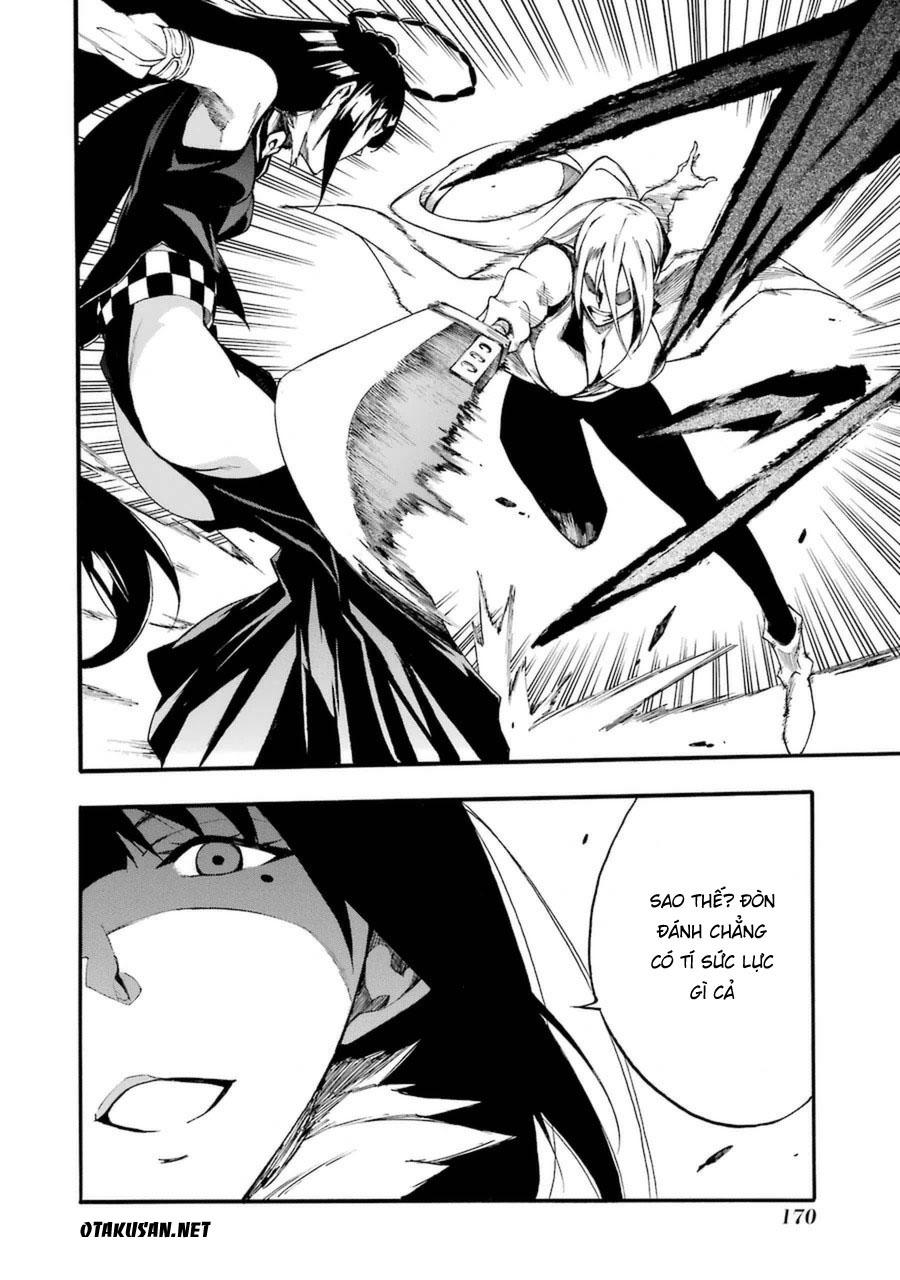 SAO THẾ? ĐÒN
ĐÁNH CHẲNG
CÓ TÍ SỨC LỰC
GÌ CẢ
170
OTAKUSAN.NET